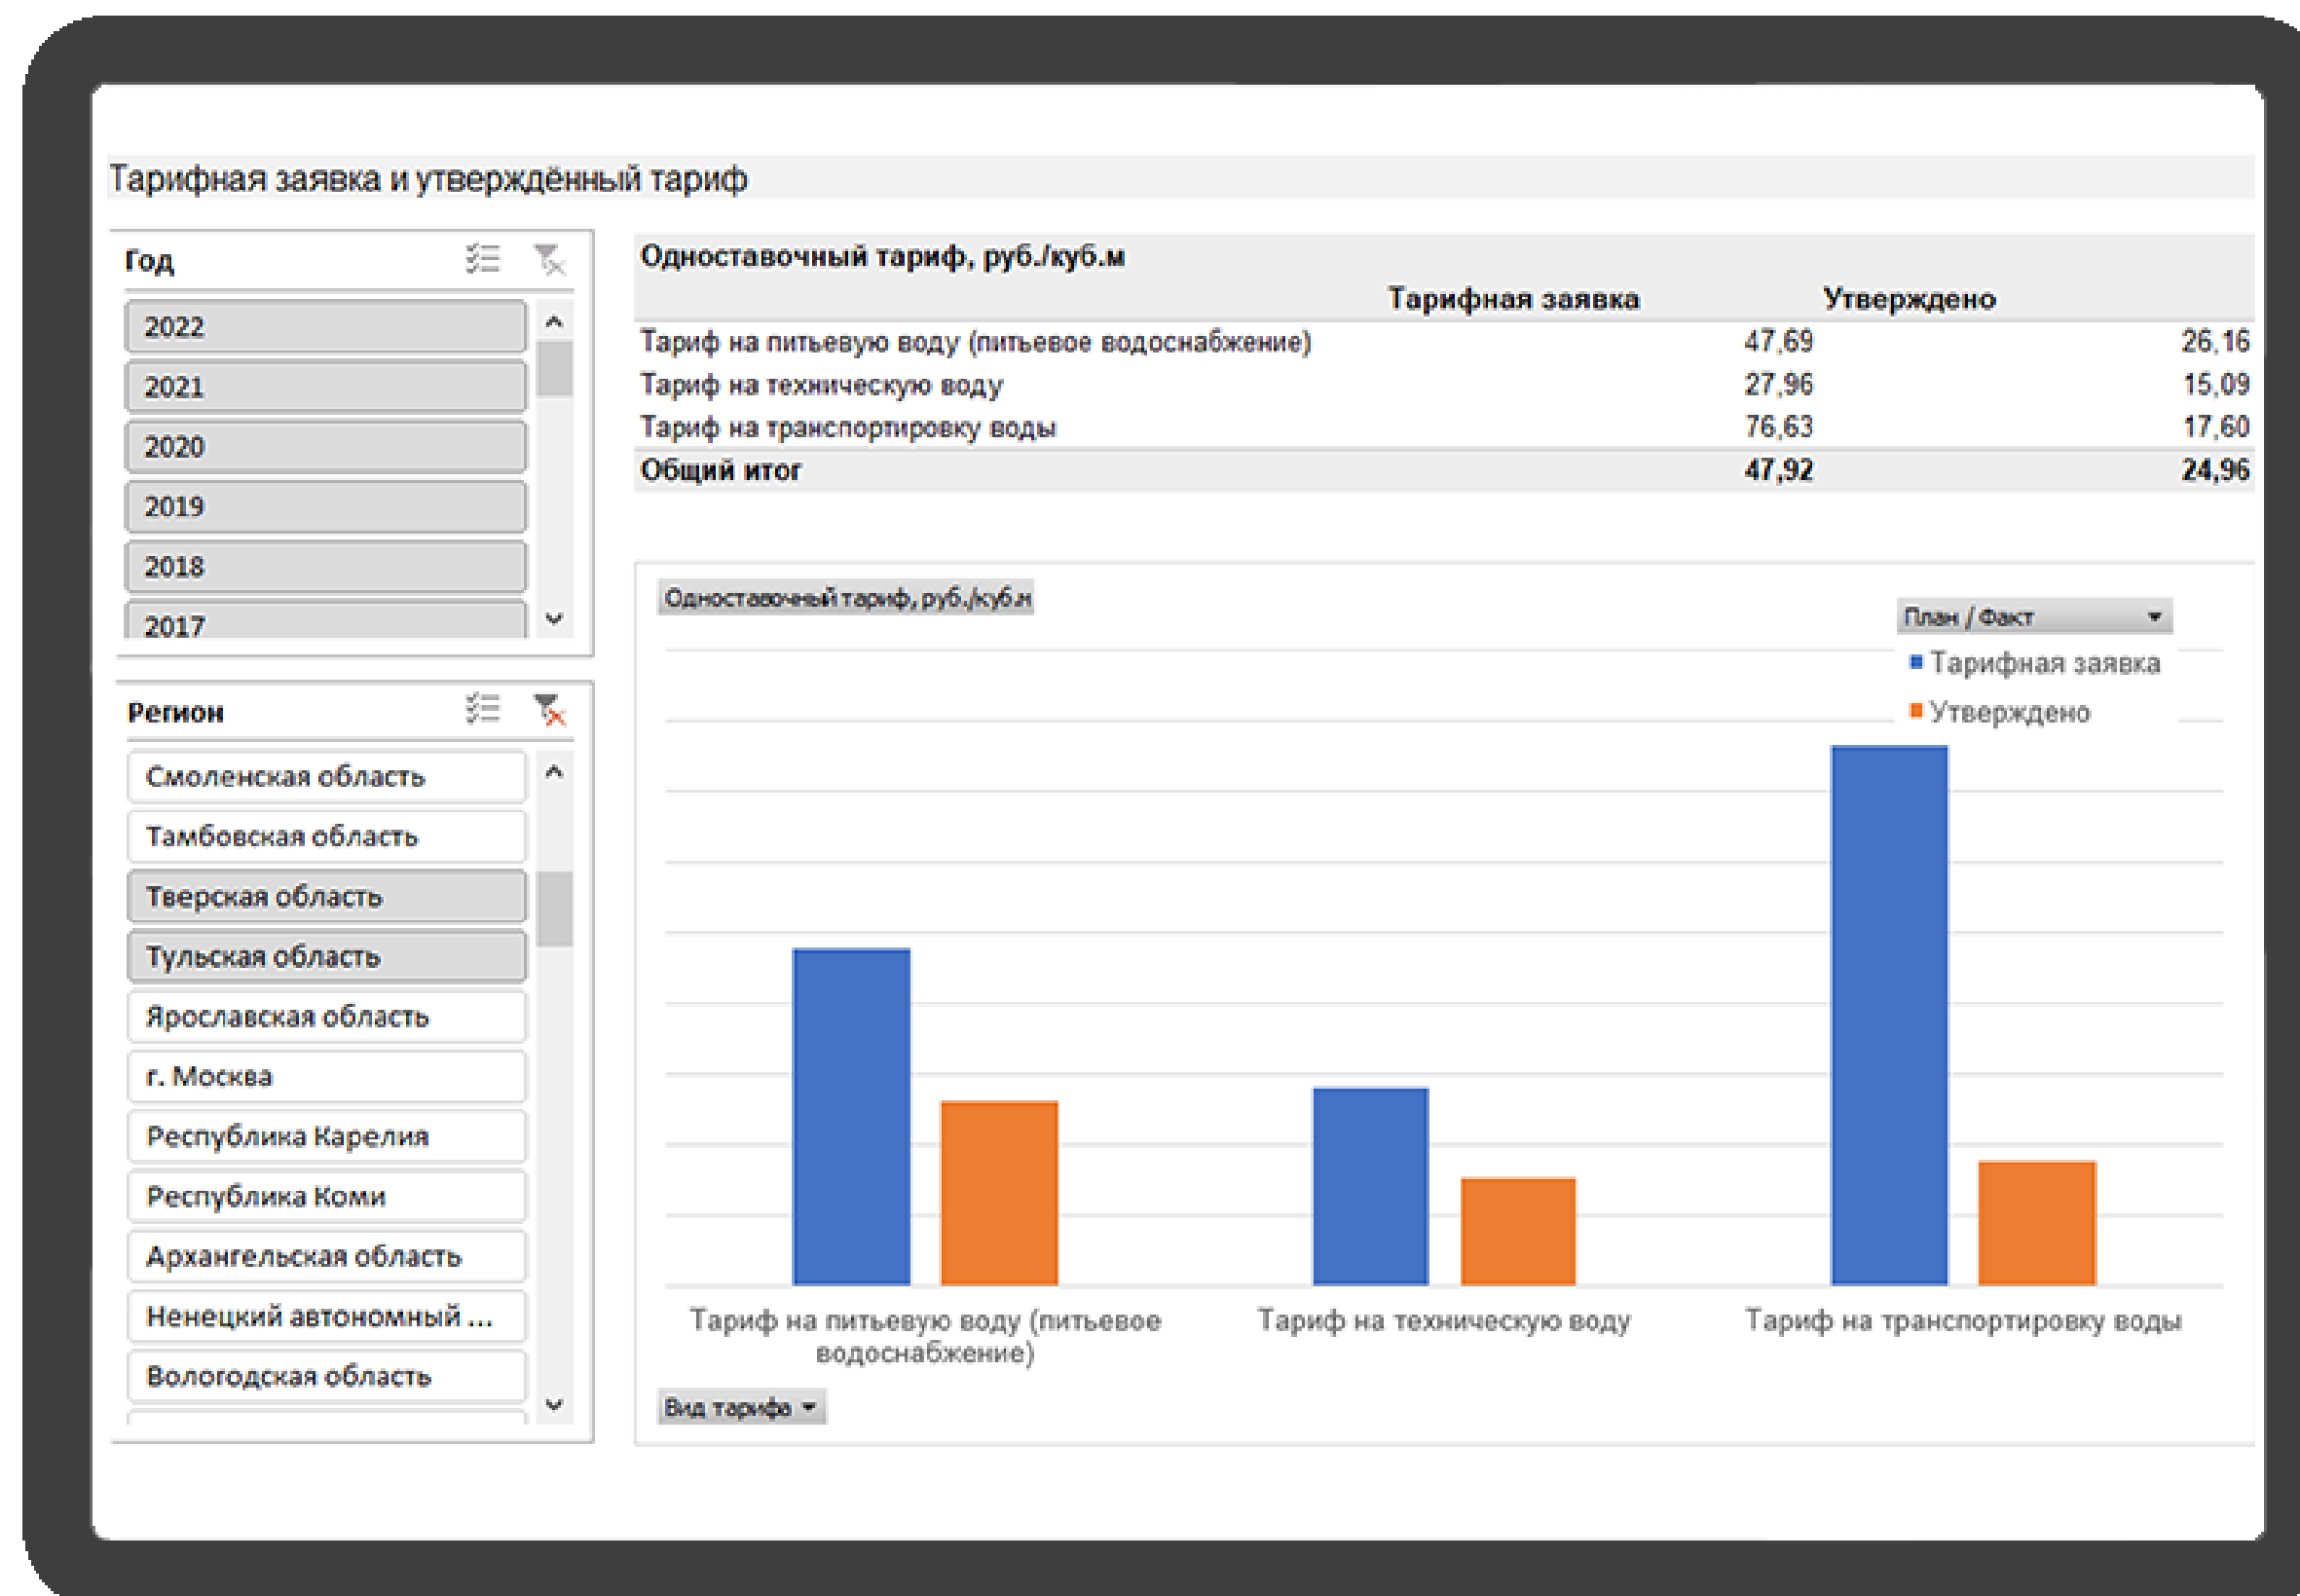 Тарифная заявка и утверждённый тариф
Год
2022
2021
2020
2019
2018
2017
Регион
Смоленская область
Тамбовская область
Тверская область
Тульская область
Ярославская область
г. Москва
Республика Карелия
Республика Коми
Архангельская область
Ненецкий автономный ...
Вологодская область
Одноставочный тариф, руб./куб.м
Тарифная заявка Утверждено
Тариф на питьевую воду (питьевое водоснабжение) 47,69 26,16
Тариф на техническую воду 27,96 15,09
Тариф на транспортировку воды 76,63 17,60
Общий итог 47,92 24,96
Одноставочный тариф, руб./куб.м
План / Факт
Тарифная заявка
Утверждено
Тариф на питьевую воду (питьевое
водоснабжение)
Тариф на техническую воду
Тариф на транспортировку воды
Вид тарифа